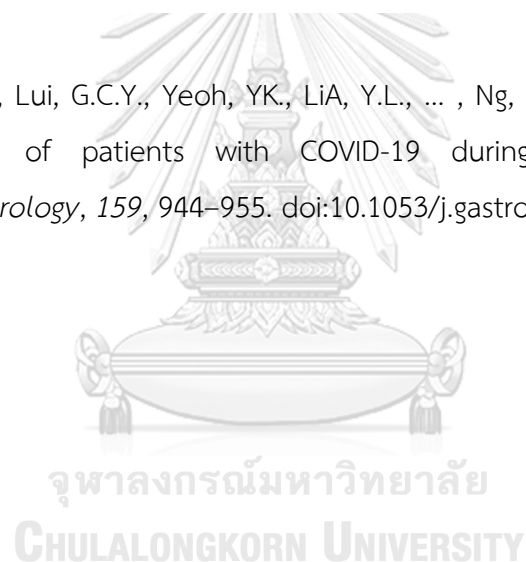 , Lui, G.C.Y., Yeoh, YK., LiA, Y.L., ... , Ng,
of patients with COVID-19 during
rology, 159, 944–955. doi:10.1053/j.gastro
จุฬาลงกรณ์มหาวิทยาลัย
CHULALONGKORN UNIVERSITY